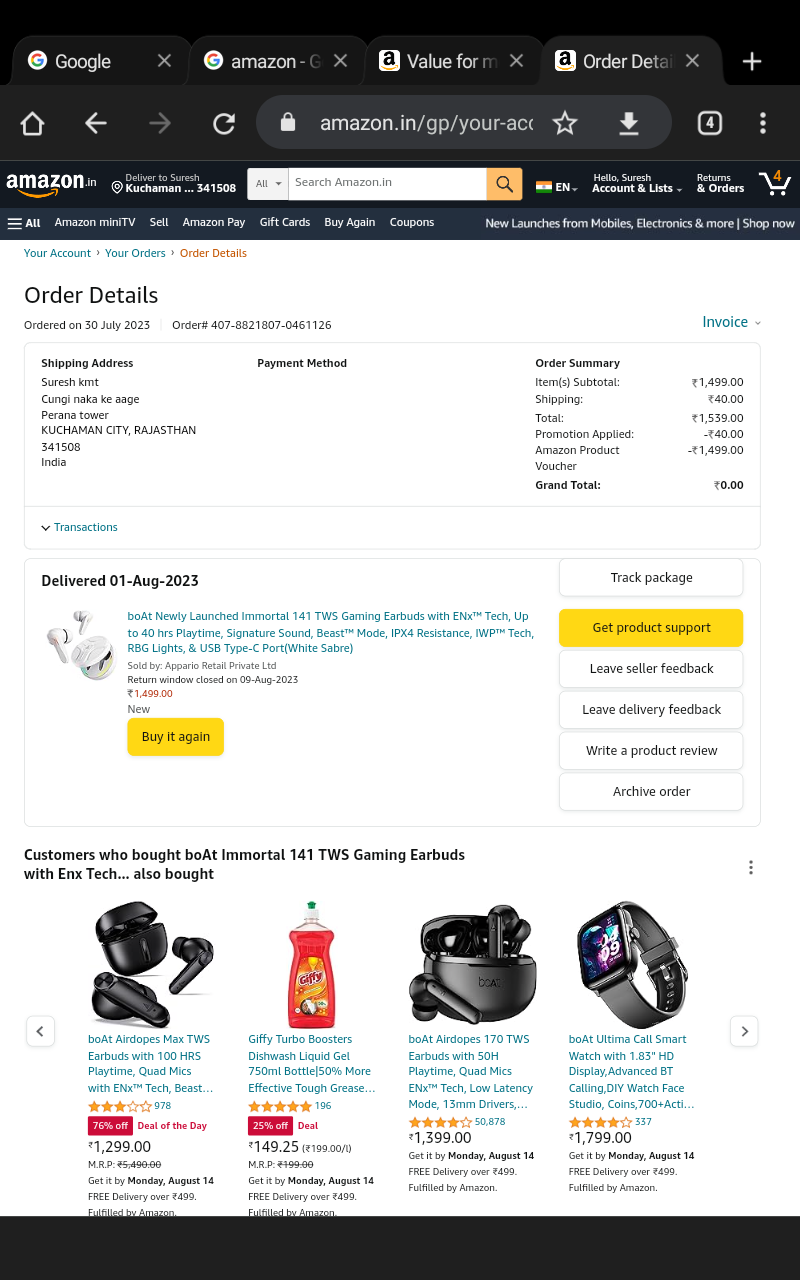 Google
amazon - G
Value for m
Order Detai
amazon.in/gp/your-acc
4
amazon.in
Deliver to Suresh
Kuchaman ... 341508
All
Search Amazon.in
EN
Hello, Suresh
Account & Lists
Returns
& Orders
4
All
Amazon miniTV
Sell
Amazon Pay
Gift Cards
Buy Again
Coupons
New Launches from Mobiles, Electronics & more | Shop now
Your Account › Your Orders › Order Details
Order Details
Ordered on 30 July 2023
Order# 407-8821807-0461126
Invoice
Shipping Address
Suresh kmt
Cungi naka ke aage
Perana tower
KUCHAMAN CITY, RAJASTHAN
341508
India
Payment Method
Order Summary
Item(s) Subtotal: ₹1,499.00
Shipping: ₹40.00
Total: ₹1,539.00
Promotion Applied: -₹40.00
Amazon Product -₹1,499.00
Voucher
Grand Total: ₹0.00
Transactions
Delivered 01-Aug-2023
boAt Newly Launched Immortal 141 TWS Gaming Earbuds with ENx™ Tech, Up
to 40 hrs Playtime, Signature Sound, Beast™ Mode, IPX4 Resistance, IWP™ Tech,
RBG Lights, & USB Type-C Port(White Sabre)
Sold by: Appario Retail Private Ltd
Return window closed on 09-Aug-2023
₹1,499.00
New
Buy it again
Track package
Get product support
Leave seller feedback
Leave delivery feedback
Write a product review
Archive order
Customers who bought boAt Immortal 141 TWS Gaming Earbuds
with Enx Tech... also bought
boAt Airdopes Max TWS
Earbuds with 100 HRS
Playtime, Quad Mics
with ENx™ Tech, Beast...
978
76% off Deal of the Day
₹1,299.00
M.R.P: ₹5,490.00
Get it by Monday, August 14
FREE Delivery over ₹499.
Fulfilled by Amazon.
Giffy
Giffy Turbo Boosters
Dishwash Liquid Gel
750ml Bottle|50% More
Effective Tough Grease...
196
25% off Deal
₹149.25 (₹199.00/l)
M.R.P: ₹199.00
Get it by Monday, August 14
FREE Delivery over ₹499.
Fulfilled by Amazon.
boAt
boAt Airdopes 170 TWS
Earbuds with 50H
Playtime, Quad Mics
ENx™ Tech, Low Latency
Mode, 13mm Drivers,...
50,878
₹1,399.00
Get it by Monday, August 14
FREE Delivery over ₹499.
Fulfilled by Amazon.
boAt Ultima Call Smart
Watch with 1.83" HD
Display,Advanced BT
Calling,DIY Watch Face
Studio, Coins,700+Acti...
337
₹1,799.00
Get it by Monday, August 14
FREE Delivery over ₹499.
Fulfilled by Amazon.